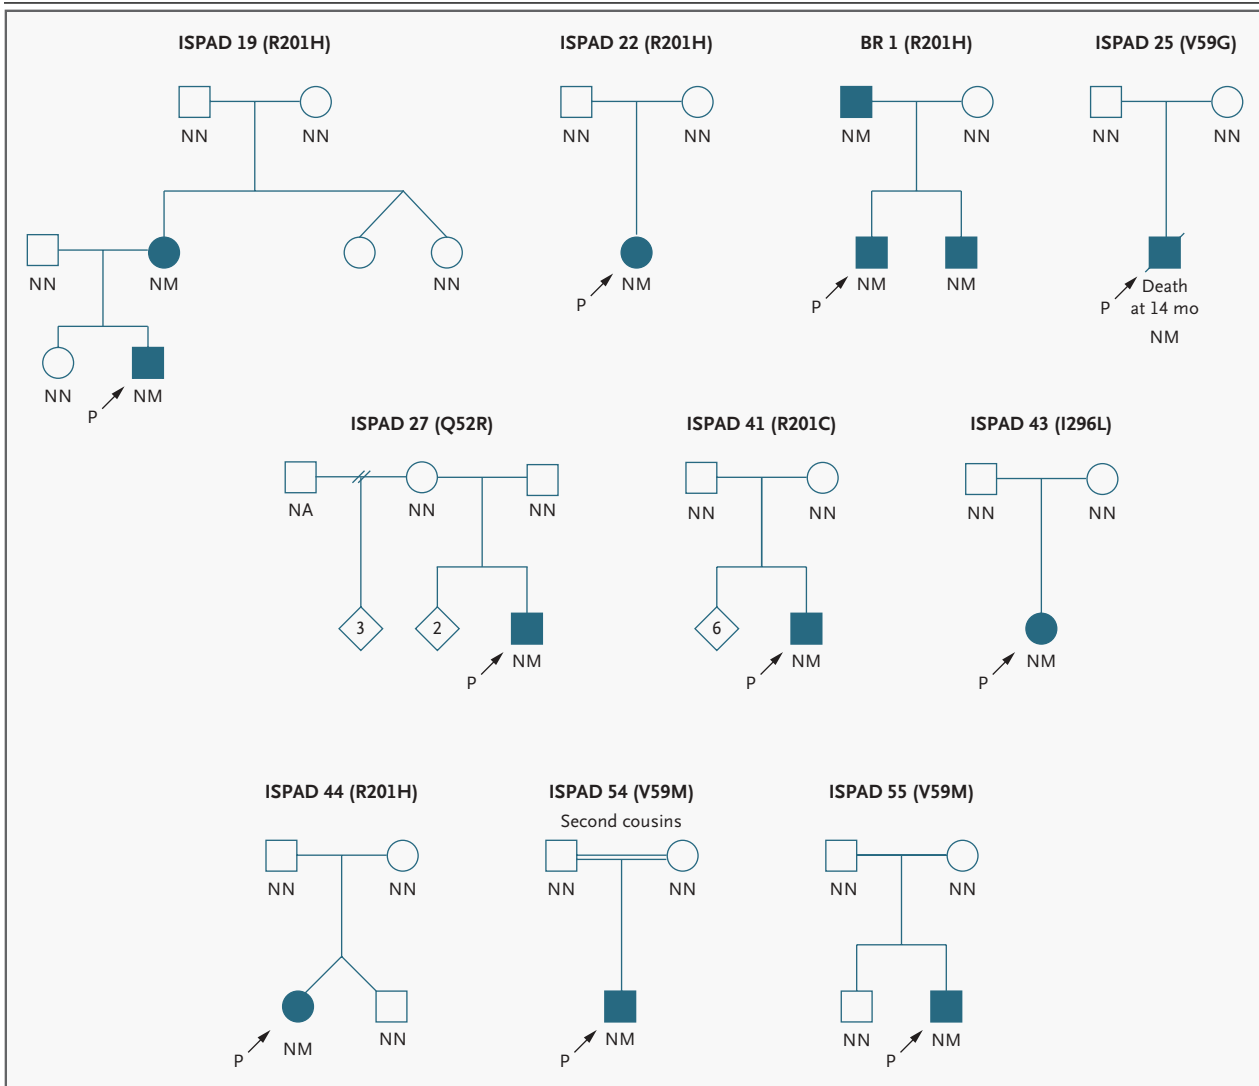 ISPAD 19 (R201H)
ISPAD 22 (R201H)
BR 1 (R201H)
ISPAD 25 (V59G)
NN NN
NN NN
NM NN
NN NN
NN NM
NN
P NM
P NM NM
P Death
at 14 mo
NM
NN P NM
ISPAD 27 (Q52R)
ISPAD 41 (R201C)
ISPAD 43 (I296L)
NA NN NN
NN NN
NN NN
3 2
P NM
6
P NM
P NM
ISPAD 44 (R201H)
ISPAD 54 (V59M)
Second cousins
ISPAD 55 (V59M)
NN NN
NN NN
NN NN
P NM NN
P NM
NN P NM